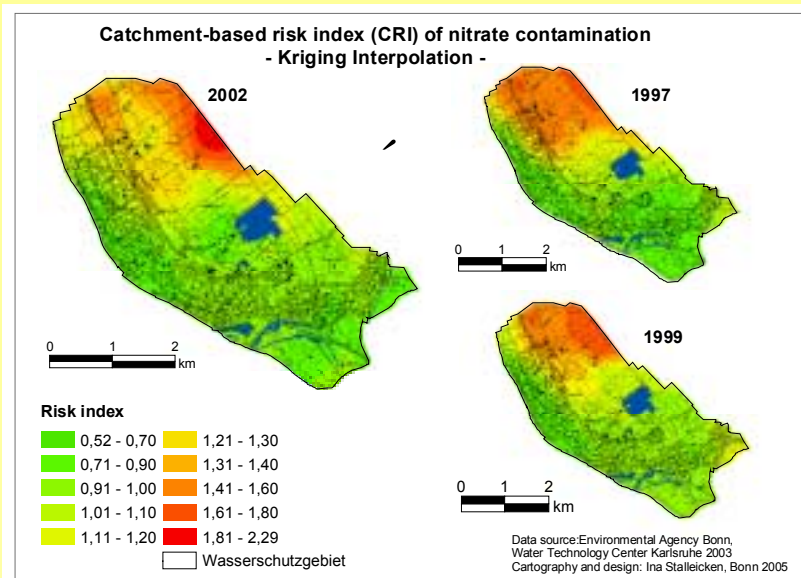 Catchment-based risk index (CRI) of nitrate contamination
- Kriging Interpolation -
2002
1997
0 1 2
km
1999
0 1 2
km
0 1 2
km
Risk index
0,52 - 0,70
0,71 - 0,90
0,91 - 1,00
1,01 - 1,10
1,11 - 1,20
1,21 - 1,30
1,31 - 1,40
1,41 - 1,60
1,61 - 1,80
1,81 - 2,29
Wasserschutzgebiet
Data source:Environmental Agency Bonn,
Water Technology Center Karlsruhe 2003
Cartography and design: Ina Stalleicken, Bonn 2005